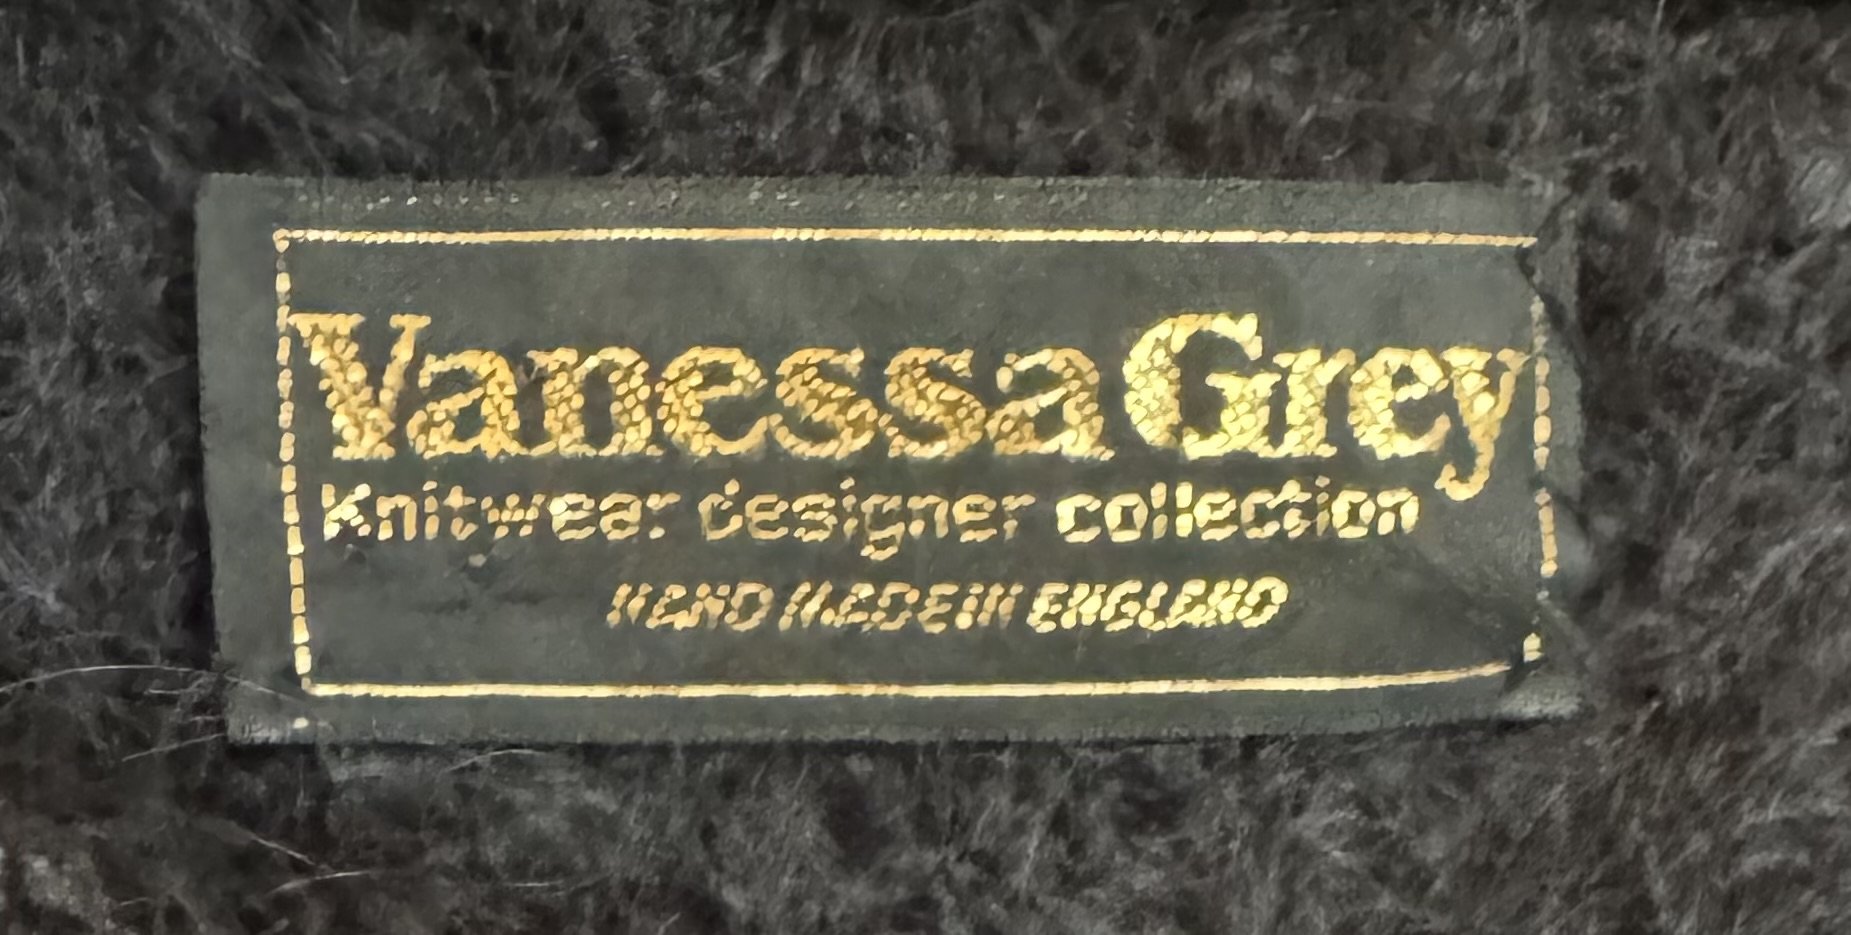 Vanessa Grey
Knitwear designer collection
HAND MADE IN ENGLAND